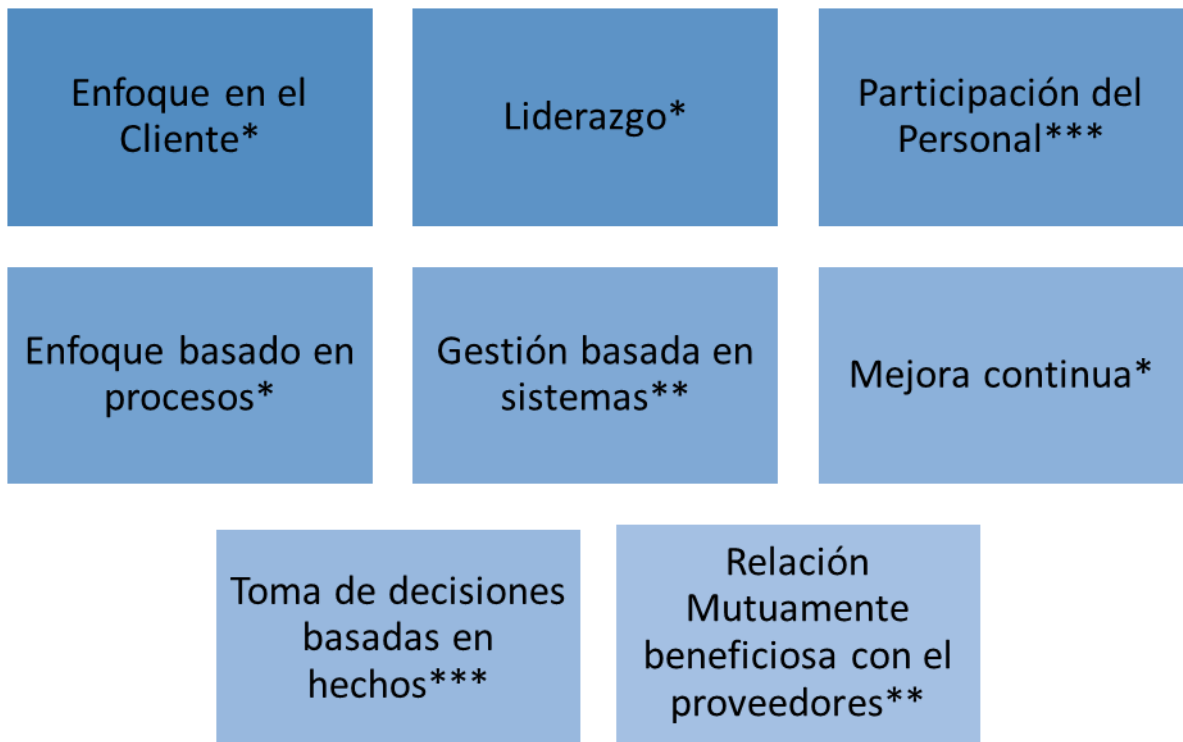 Enfoque en el
Cliente*
Liderazgo*
Participación del
Personal***
Enfoque basado en
procesos*
Gestión basada en
sistemas**
Mejora continua*
Toma de decisiones
basadas en
hechos***
Relación
Mutuamente
beneficiosa con el
proveedores**